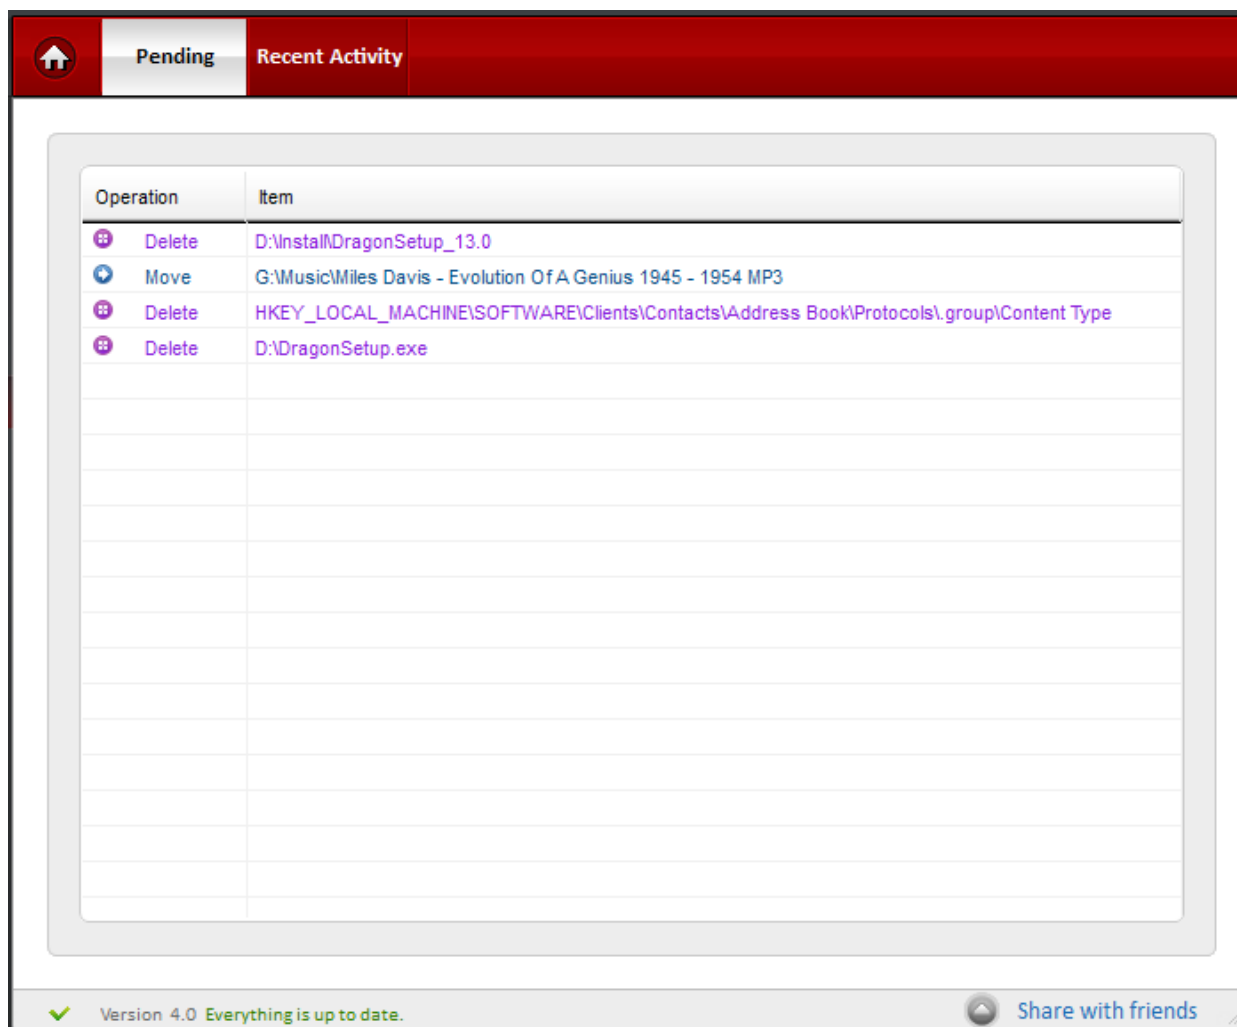 Pending Recent Activity
Operation Item
Delete D:\Install\DragonSetup_13.0
Move G:\Music\Miles Davis - Evolution Of A Genius 1945 - 1954 MP3
Delete HKEY_LOCAL_MACHINE\SOFTWARE\Clients\Contacts\Address Book\Protocols\.group\Content Type
Delete D:\DragonSetup.exe
Version 4.0 Everything is up to date. Share with friends